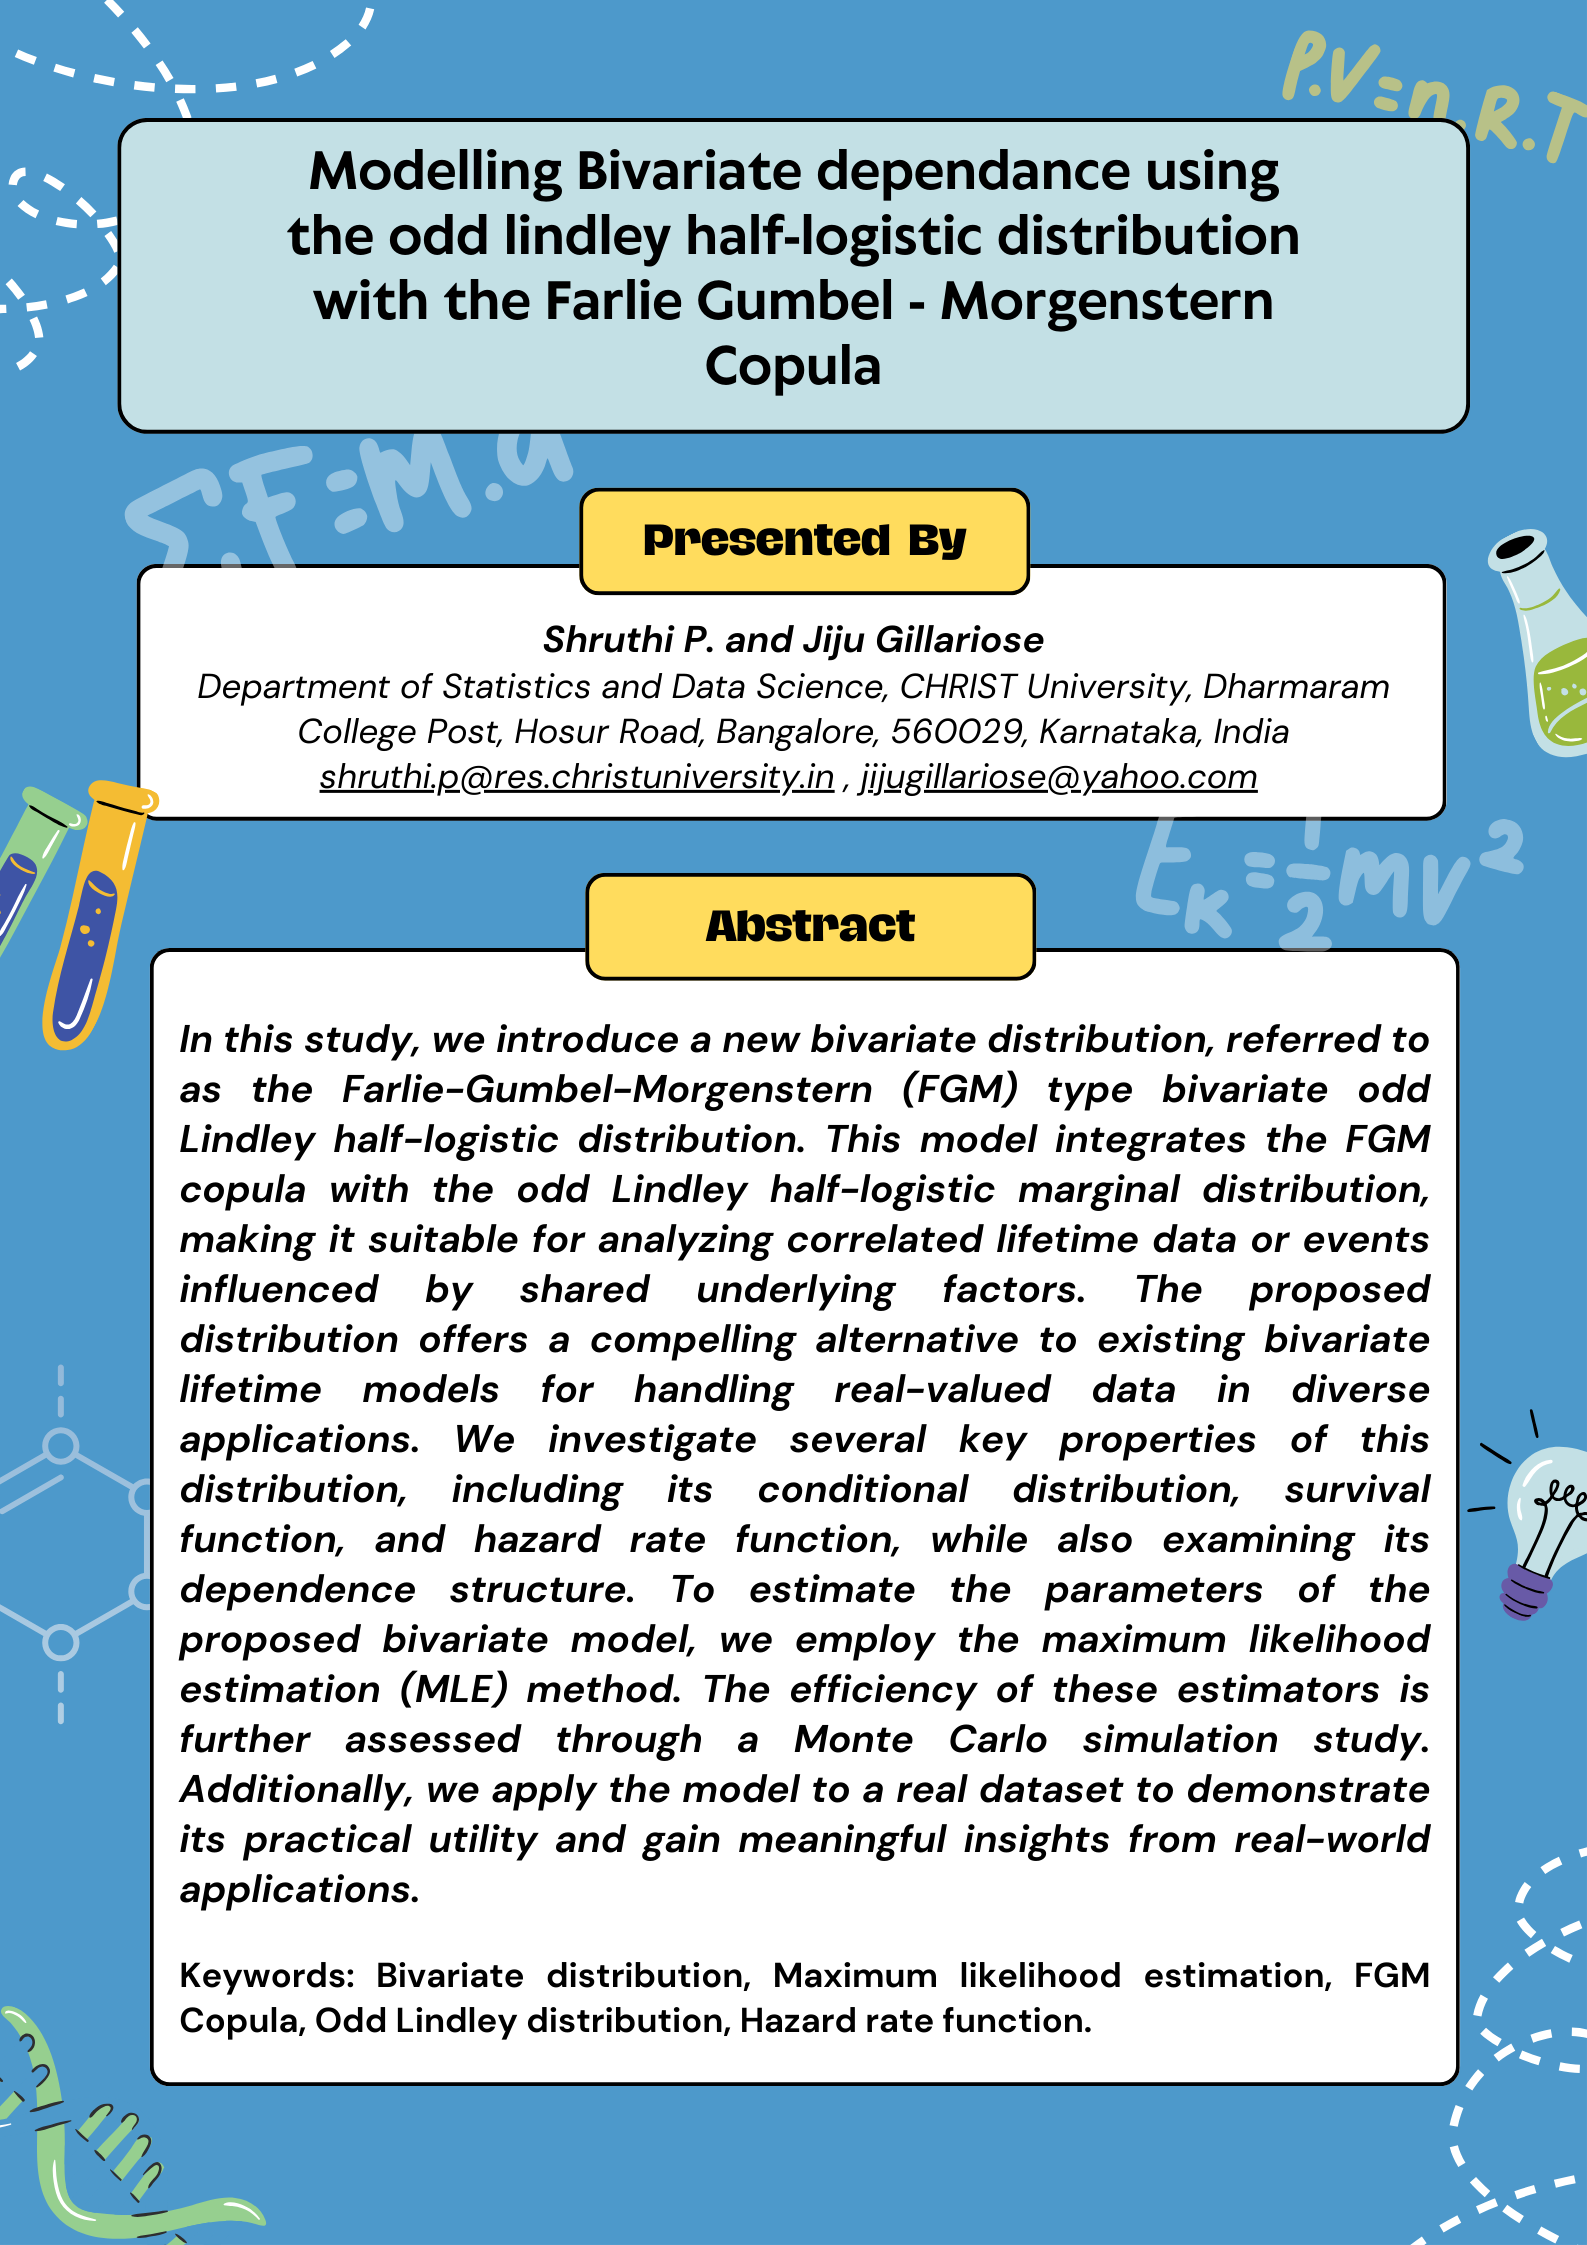 P.V=n.R.T
Modelling Bivariate dependance using
the odd lindley half-logistic distribution
with the Farlie Gumbel - Morgenstern
Copula
Σ.F=M.a
Presented By
Shruthi P. and Jiju Gillariose
Department of Statistics and Data Science, CHRIST University, Dharmaram
College Post, Hosur Road, Bangalore, 560029, Karnataka, India
shruthi.p@res.christuniversity.in , jijugillariose@yahoo.com
Eₖ=½mv²
Abstract
In this study, we introduce a new bivariate distribution, referred to
as the Farlie-Gumbel-Morgenstern (FGM) type bivariate odd
Lindley half-logistic distribution. This model integrates the FGM
copula with the odd Lindley half-logistic marginal distribution,
making it suitable for analyzing correlated lifetime data or events
influenced by shared underlying factors. The proposed
distribution offers a compelling alternative to existing bivariate
lifetime models for handling real-valued data in diverse
applications. We investigate several key properties of this
distribution, including its conditional distribution, survival
function, and hazard rate function, while also examining its
dependence structure. To estimate the parameters of the
proposed bivariate model, we employ the maximum likelihood
estimation (MLE) method. The efficiency of these estimators is
further assessed through a Monte Carlo simulation study.
Additionally, we apply the model to a real dataset to demonstrate
its practical utility and gain meaningful insights from real-world
applications.
Keywords: Bivariate distribution, Maximum likelihood estimation, FGM
Copula, Odd Lindley distribution, Hazard rate function.